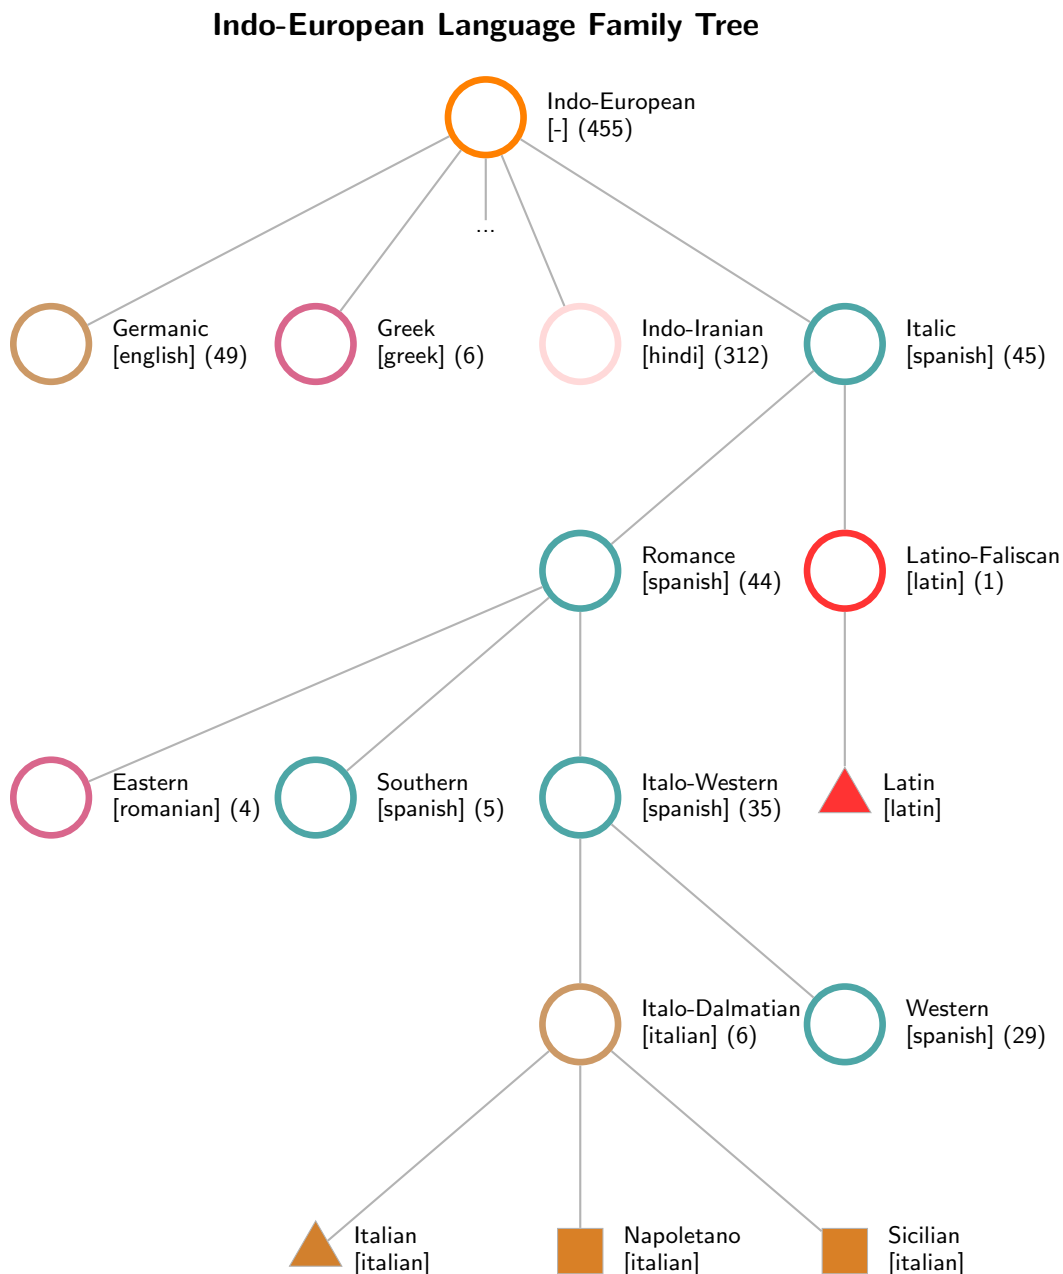 Indo-European Language Family Tree
Indo-European
[-] (455)
...
Germanic
[english] (49)
Greek
[greek] (6)
Indo-Iranian
[hindi] (312)
Italic
[spanish] (45)
Romance
[spanish] (44)
Latino-Faliscan
[latin] (1)
Eastern
[romanian] (4)
Southern
[spanish] (5)
Italo-Western
[spanish] (35)
Latin
[latin]
Italo-Dalmatian
[italian] (6)
Western
[spanish] (29)
Italian
[italian]
Napoletano
[italian]
Sicilian
[italian]